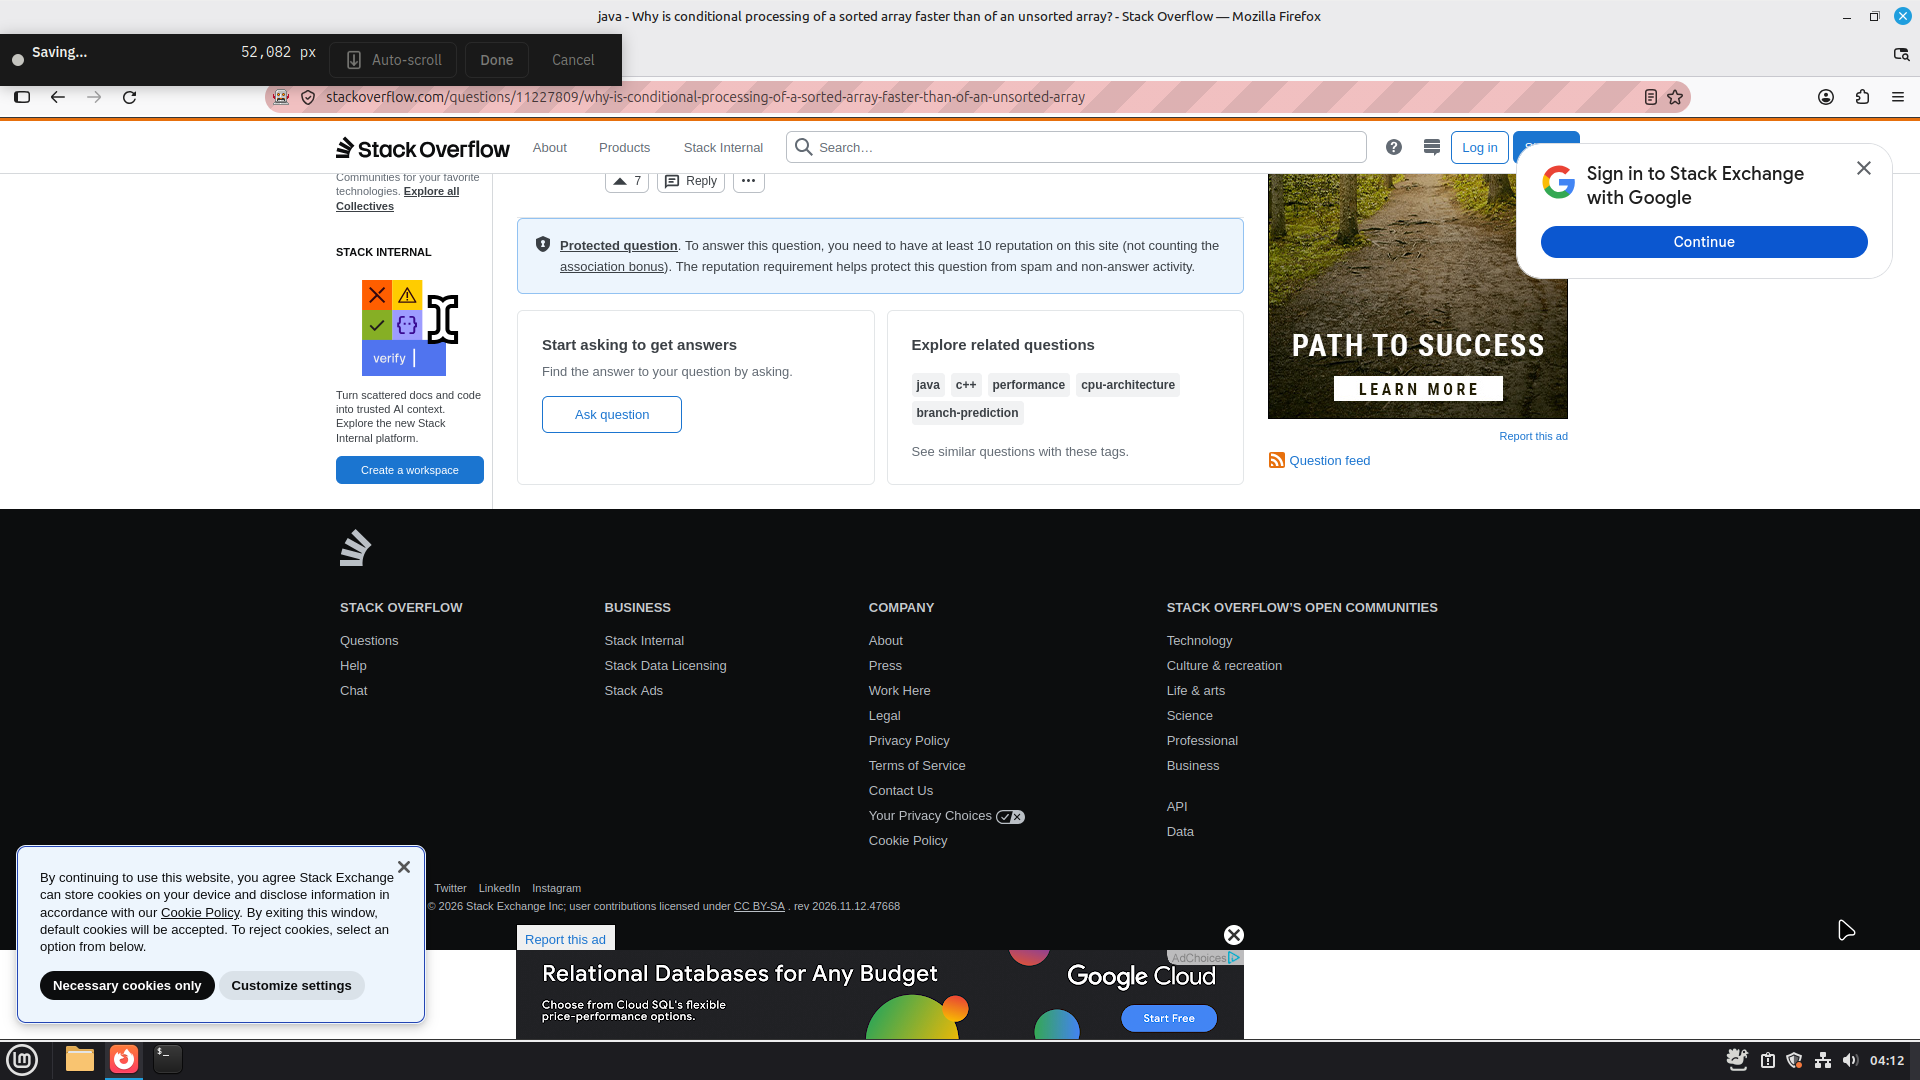 java - Why is conditional processing of a sorted array faster than of an unsorted array? - Stack Overflow — Mozilla Firefox
Saving...
52,082 px
Auto-scroll
Done
Cancel
stackoverflow.com/questions/11227809/why-is-conditional-processing-of-a-sorted-array-faster-than-of-an-unsorted-array
Stack Overflow
About
Products
Stack Internal
Search…
Log in
Sign in to Stack Exchange
with Google
Continue
Communities for your favorite
technologies. Explore all
Collectives
STACK INTERNAL
verify
Turn scattered docs and code
into trusted AI context.
Explore the new Stack
Internal platform.
Create a workspace
7
Reply
Protected question. To answer this question, you need to have at least 10 reputation on this site (not counting the
association bonus). The reputation requirement helps protect this question from spam and non-answer activity.
Start asking to get answers
Find the answer to your question by asking.
Ask question
Explore related questions
java
c++
performance
cpu-architecture
branch-prediction
See similar questions with these tags.
PATH TO SUCCESS
LEARN MORE
Report this ad
Question feed
STACK OVERFLOW
Questions
Help
Chat
BUSINESS
Stack Internal
Stack Data Licensing
Stack Ads
COMPANY
About
Press
Work Here
Legal
Privacy Policy
Terms of Service
Contact Us
Your Privacy Choices
Cookie Policy
STACK OVERFLOW'S OPEN COMMUNITIES
Technology
Culture & recreation
Life & arts
Science
Professional
Business
API
Data
Twitter
LinkedIn
Instagram
© 2026 Stack Exchange Inc; user contributions licensed under CC BY-SA . rev 2026.11.12.47668
By continuing to use this website, you agree Stack Exchange
can store cookies on your device and disclose information in
accordance with our Cookie Policy. By exiting this window,
default cookies will be accepted. To reject cookies, select an
option from below.
Necessary cookies only
Customize settings
Report this ad
AdChoices
Relational Databases for Any Budget
Choose from Cloud SQL's flexible
price-performance options.
Google Cloud
Start Free
04:12